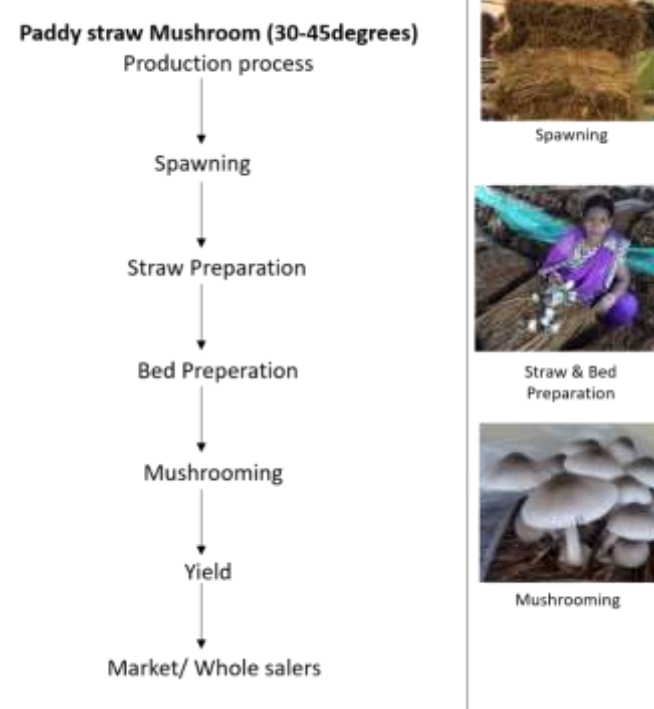 Paddy straw Mushroom (30-45degrees)
Production process
Spawning
Straw Preparation
Bed Preperation
Mushrooming
Yield
Market/ Whole salers
Spawning
Straw & Bed
Preparation
Mushrooming